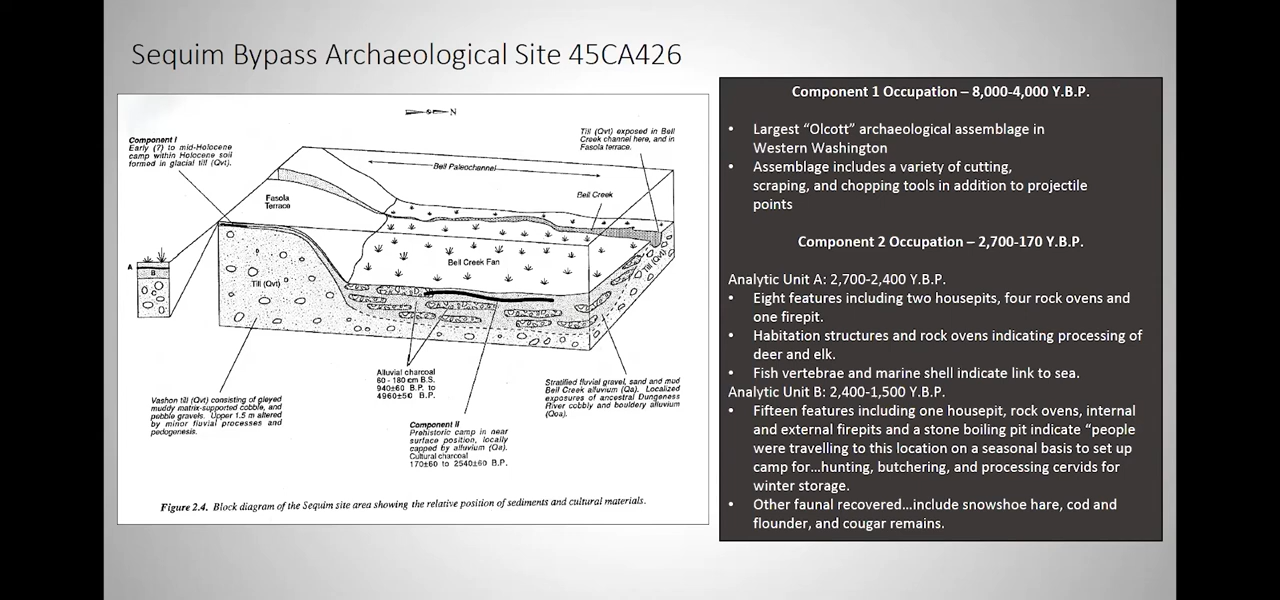 Sequim Bypass Archaeological Site 45CA426
N
Component I
Early (?) to mid-Holocene
camp within Holocene soil
formed in glacial till (Qvt).
Till (Qvt) exposed in Bell
Creek channel here, and in
Fasola terrace.
Bell Paleochannel
Bell Creek
Fasola
Terrace
Bell Creek Fan
A
B
Till (Qvt)
Till (Qvt)
Alluvial charcoal
60 - 180 cm B.S.
940±60 B.P. to
4960±50 B.P.
Stratified fluvial gravel, sand and mud
Bell Creek alluvium (Qa). Localized
exposures of ancestral Dungeness
River cobbly and bouldery alluvium
(Qoa).
Vashon till (Qvt) consisting of gleyed
muddy matrix-supported cobble, and
pebble gravels. Upper 1.5 m altered
by minor fluvial processes and
pedogenesis.
Component II
Prehistoric camp in near
surface position, locally
capped by alluvium (Qa).
Cultural charcoal
170±60 to 2540±60 B.P.
Figure 2.4. Block diagram of the Sequim site area showing the relative position of sediments and cultural materials.
Component 1 Occupation – 8,000-4,000 Y.B.P.
• Largest “Olcott” archaeological assemblage in
Western Washington
• Assemblage includes a variety of cutting,
scraping, and chopping tools in addition to projectile
points
Component 2 Occupation – 2,700-170 Y.B.P.
Analytic Unit A: 2,700-2,400 Y.B.P.
• Eight features including two housepits, four rock ovens and
one firepit.
• Habitation structures and rock ovens indicating processing of
deer and elk.
• Fish vertebrae and marine shell indicate link to sea.
Analytic Unit B: 2,400-1,500 Y.B.P.
• Fifteen features including one housepit, rock ovens, internal
and external firepits and a stone boiling pit indicate “people
were travelling to this location on a seasonal basis to set up
camp for...hunting, butchering, and processing cervids for
winter storage.
• Other faunal recovered...include snowshoe hare, cod and
flounder, and cougar remains.